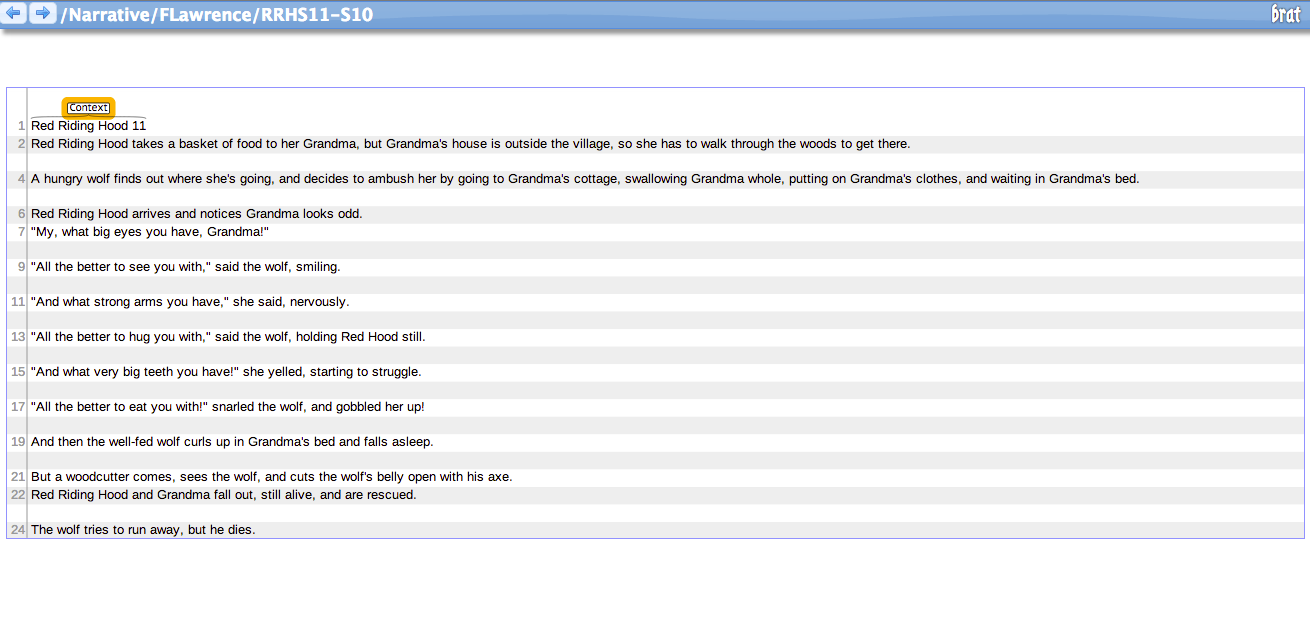 /Narrative/FLawrence/RRHS11-S10
brat
Context
1 Red Riding Hood 11
2 Red Riding Hood takes a basket of food to her Grandma, but Grandma's house is outside the village, so she has to walk through the woods to get there.
4 A hungry wolf finds out where she's going, and decides to ambush her by going to Grandma's cottage, swallowing Grandma whole, putting on Grandma's clothes, and waiting in Grandma's bed.
6 Red Riding Hood arrives and notices Grandma looks odd.
7 "My, what big eyes you have, Grandma!"
9 "All the better to see you with," said the wolf, smiling.
11 "And what strong arms you have," she said, nervously.
13 "All the better to hug you with," said the wolf, holding Red Hood still.
15 "And what very big teeth you have!" she yelled, starting to struggle.
17 "All the better to eat you with!" snarled the wolf, and gobbled her up!
19 And then the well-fed wolf curls up in Grandma's bed and falls asleep.
21 But a woodcutter comes, sees the wolf, and cuts the wolf's belly open with his axe.
22 Red Riding Hood and Grandma fall out, still alive, and are rescued.
24 The wolf tries to run away, but he dies.